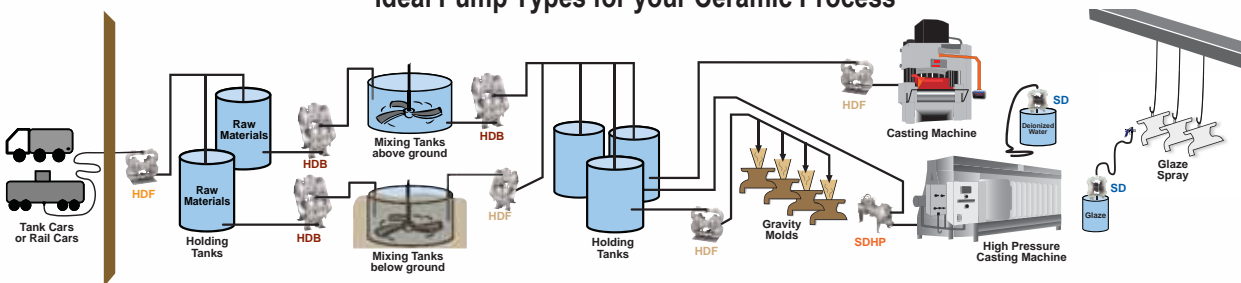 Ideal Pump Types for your Ceramic Process
Tank Cars
or Rail Cars
HDF
Raw
Materials
Raw
Materials
Holding
Tanks
HDB
HDB
Mixing Tanks
above ground
Mixing Tanks
below ground
HDB
HDF
Holding
Tanks
HDF
Gravity
Molds
HDF
SDHP
Casting Machine
High Pressure
Casting Machine
SD
Deionized
Water
SD
Glaze
Glaze
Spray